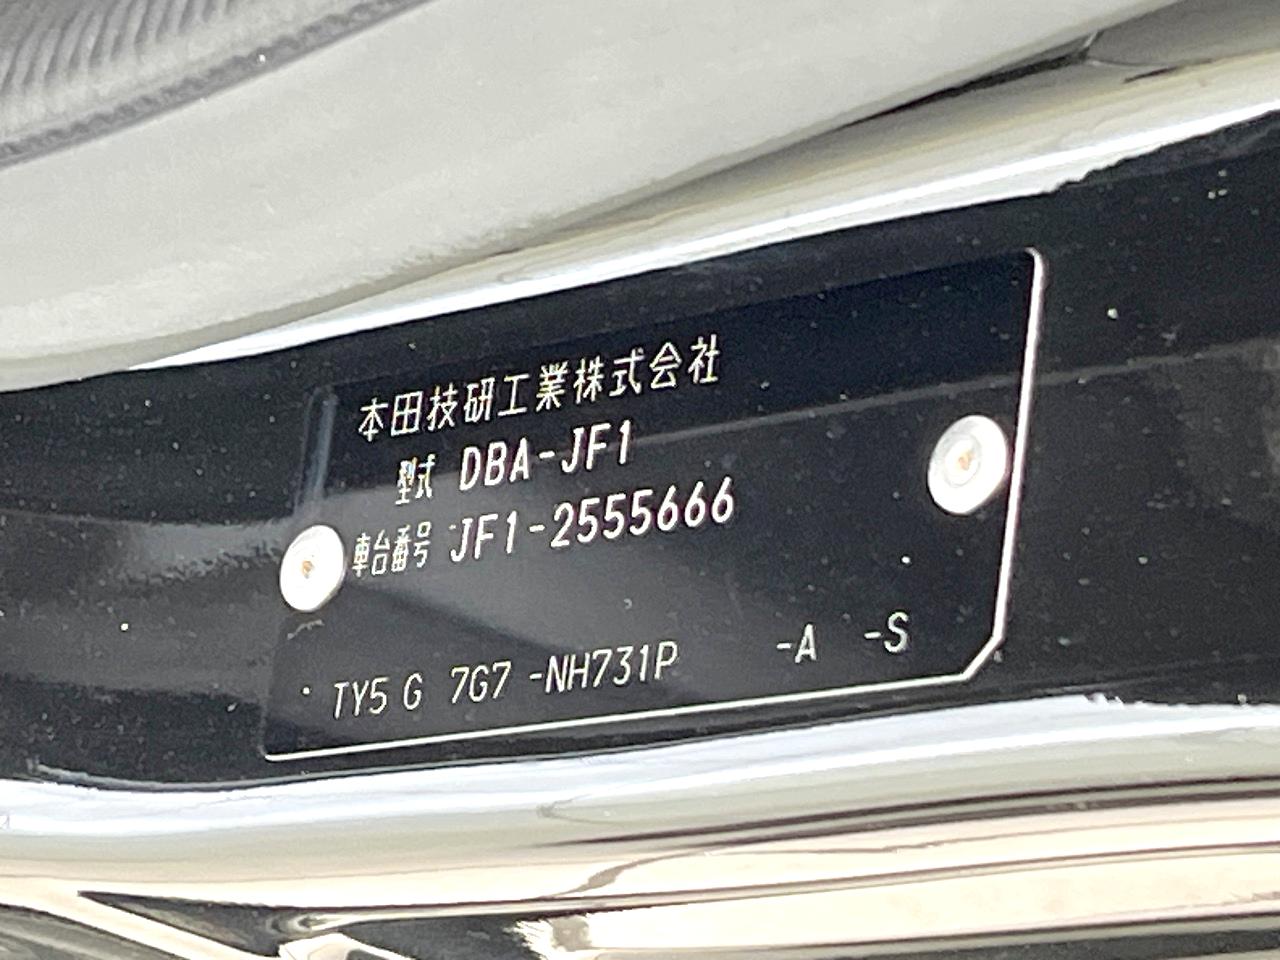 本田技研工業株式会社
型式 DBA-JF1
車台番号 JF1-2555666
TY5 G 7G7 -NH731P -A -S